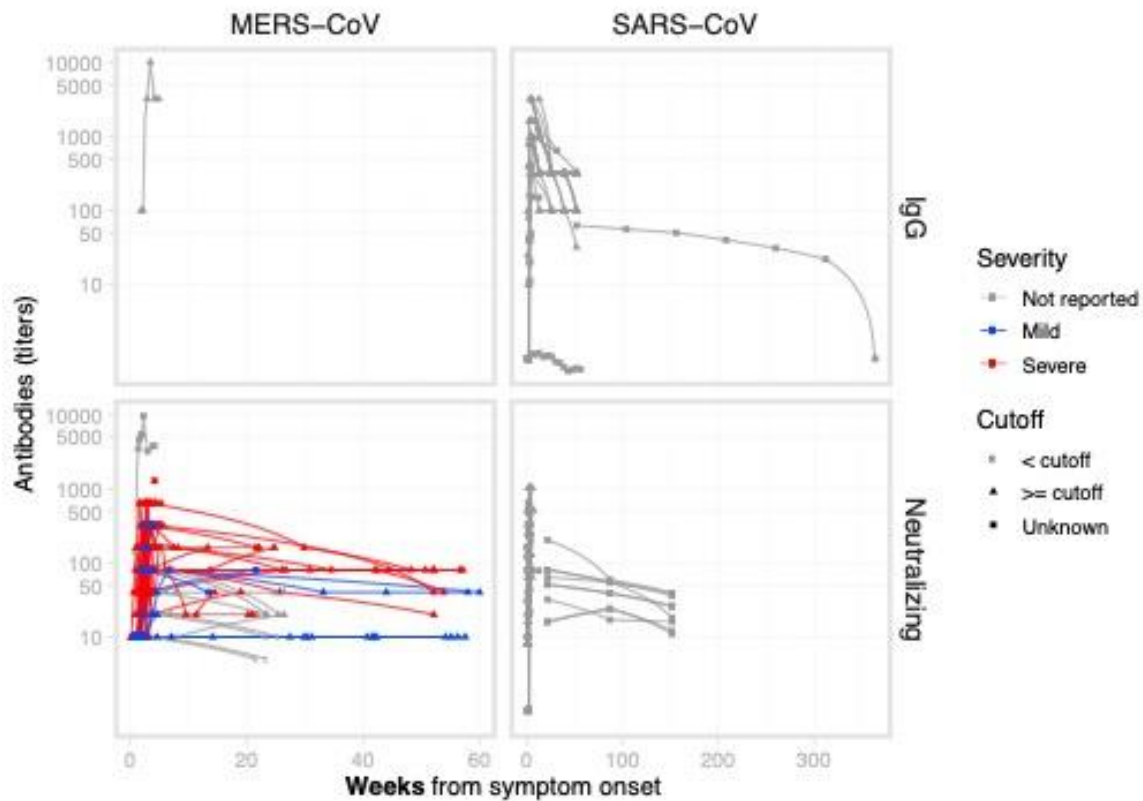 MERS–CoV SARS–CoV
10000
5000
1000
500
100
50
10
IgG
Antibodies (titers)
10000
5000
1000
500
100
50
10
Neutralizing
0 20 40 60
0 100 200 300
Weeks from symptom onset
Severity
Not reported
Mild
Severe
Cutoff
< cutoff
>= cutoff
Unknown